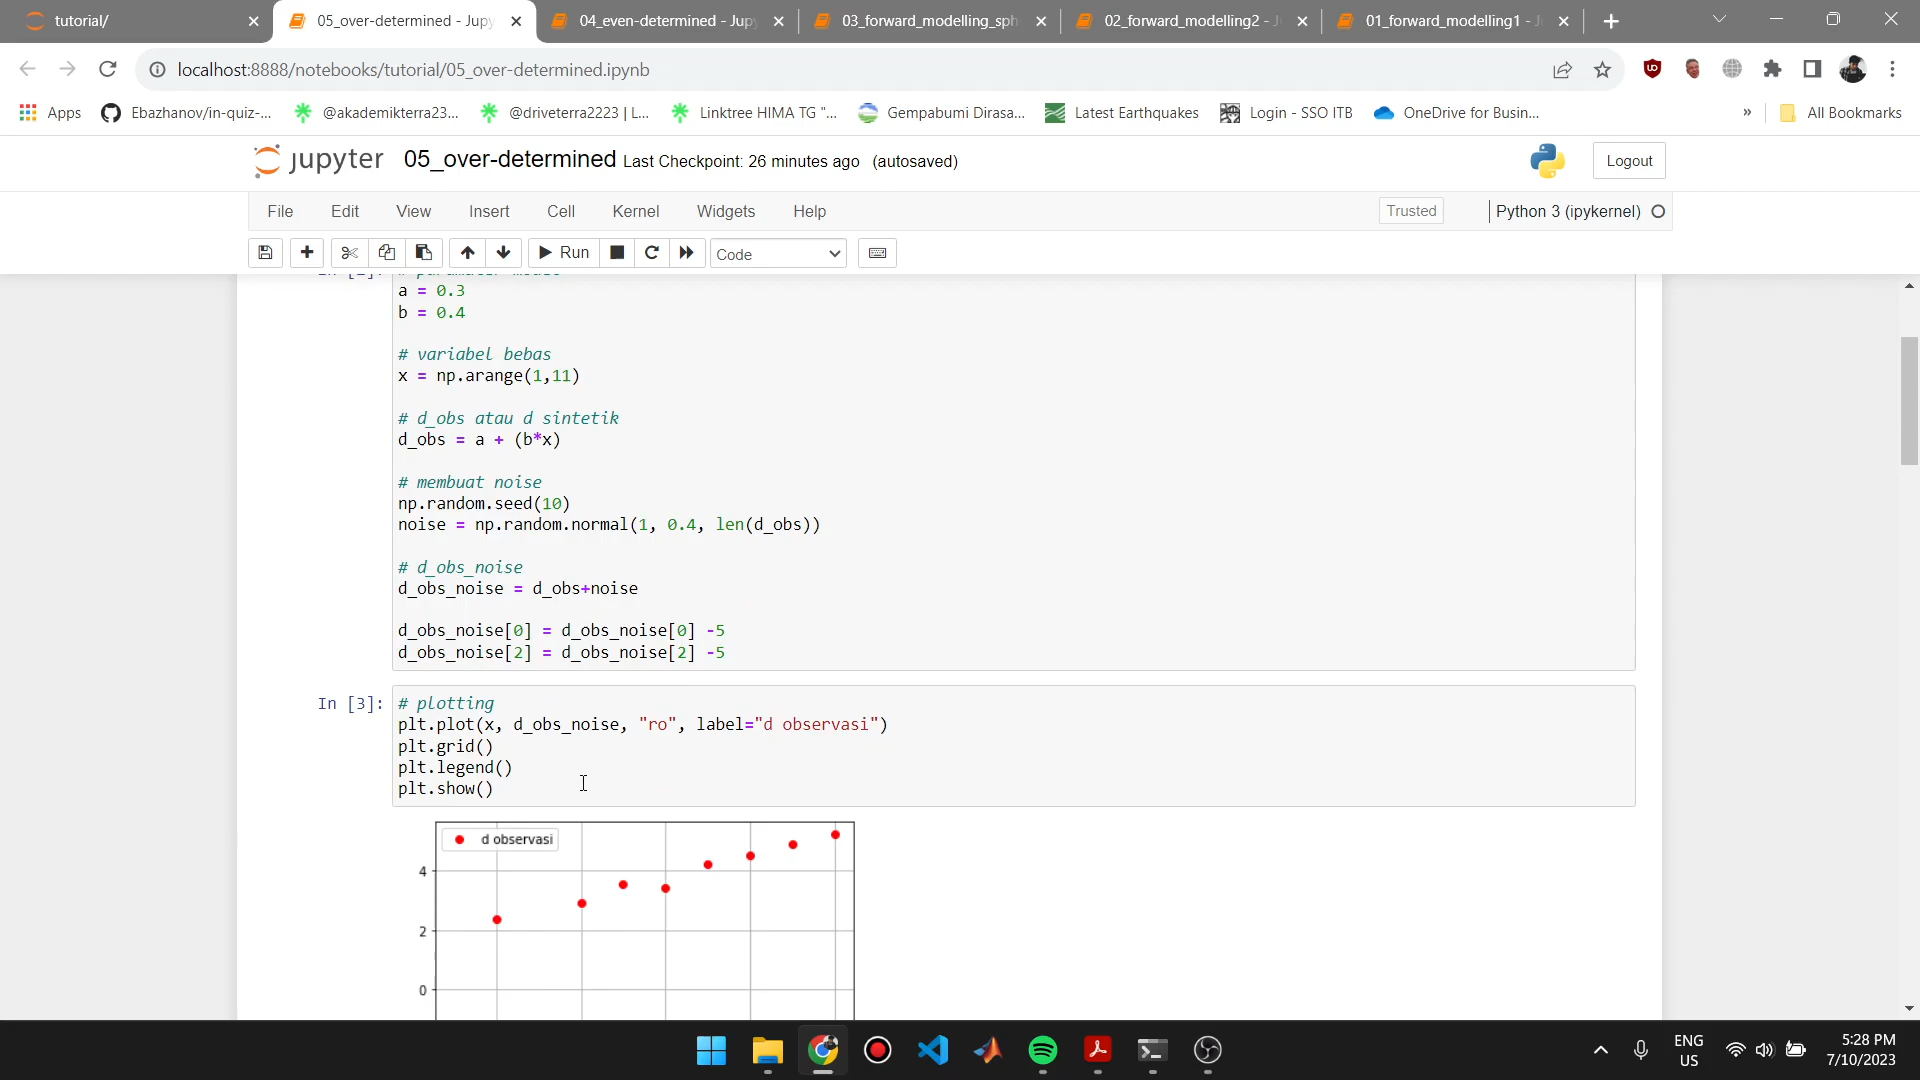 tutorial/
05_over-determined - Jupy
04_even-determined - Jupy
03_forward_modelling_sph
02_forward_modelling2 - J
01_forward_modelling1 - J
localhost:8888/notebooks/tutorial/05_over-determined.ipynb
Apps
Ebazhanov/in-quiz-...
@akademikterra23...
@driveterra2223 | L...
Linktree HIMA TG "...
Gempabumi Dirasa...
Latest Earthquakes
Login - SSO ITB
OneDrive for Busin...
»
All Bookmarks
jupyter 05_over-determined Last Checkpoint: 26 minutes ago (autosaved)
Logout
File Edit View Insert Cell Kernel Widgets Help
Trusted
Python 3 (ipykernel)
Run
Code
a = 0.3
b = 0.4
# variabel bebas
x = np.arange(1,11)
# d_obs atau d sintetik
d_obs = a + (b*x)
# membuat noise
np.random.seed(10)
noise = np.random.normal(1, 0.4, len(d_obs))
# d_obs_noise
d_obs_noise = d_obs+noise
d_obs_noise[0] = d_obs_noise[0] -5
d_obs_noise[2] = d_obs_noise[2] -5
In [3]:
# plotting
plt.plot(x, d_obs_noise, "ro", label="d observasi")
plt.grid()
plt.legend()
plt.show()
d observasi
4
2
0
ENG
US
5:28 PM
7/10/2023